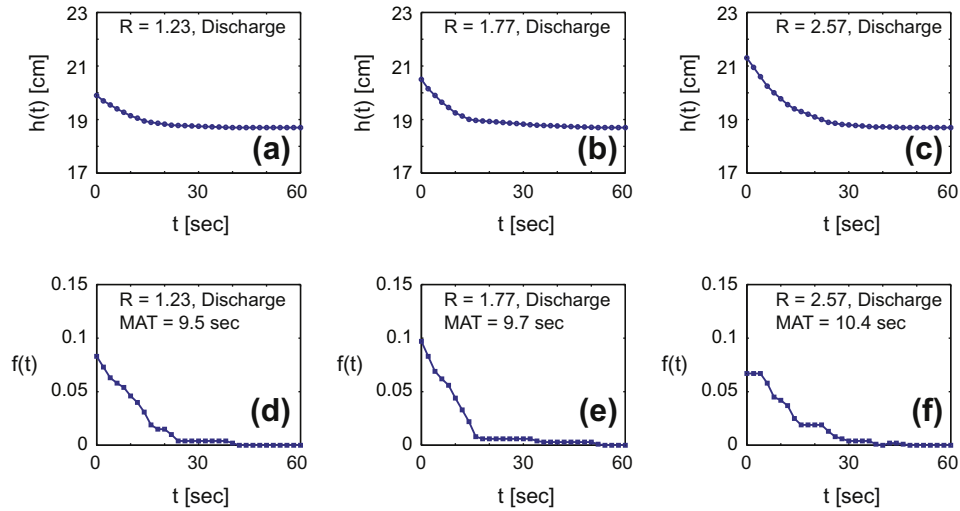 23
21
19
17
h(t) [cm]
R = 1.23, Discharge
(a)
0 30 60
t [sec]
23
21
19
17
h(t) [cm]
R = 1.77, Discharge
(b)
0 30 60
t [sec]
23
21
19
17
h(t) [cm]
R = 2.57, Discharge
(c)
0 30 60
t [sec]
0.15
0.1
0.05
0
f(t)
R = 1.23, Discharge
MAT = 9.5 sec
(d)
0 30 60
t [sec]
0.15
0.1
0.05
0
f(t)
R = 1.77, Discharge
MAT = 9.7 sec
(e)
0 30 60
t [sec]
0.15
0.1
0.05
0
f(t)
R = 2.57, Discharge
MAT = 10.4 sec
(f)
0 30 60
t [sec]